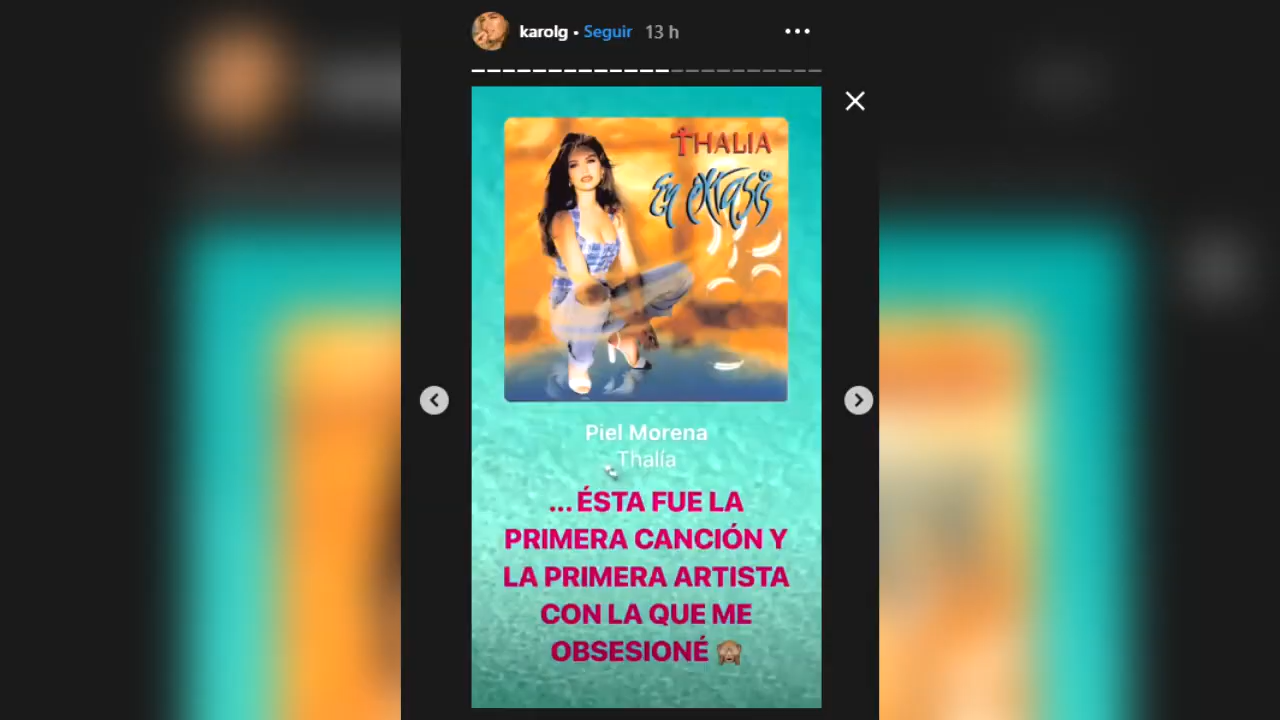 karolg • Seguir 13 h
THALIA
En éxtasis
Piel Morena
Thalía
...ÉSTA FUE LA
PRIMERA CANCIÓN Y
LA PRIMERA ARTISTA
CON LA QUE ME
OBSESIONÉ 🙈